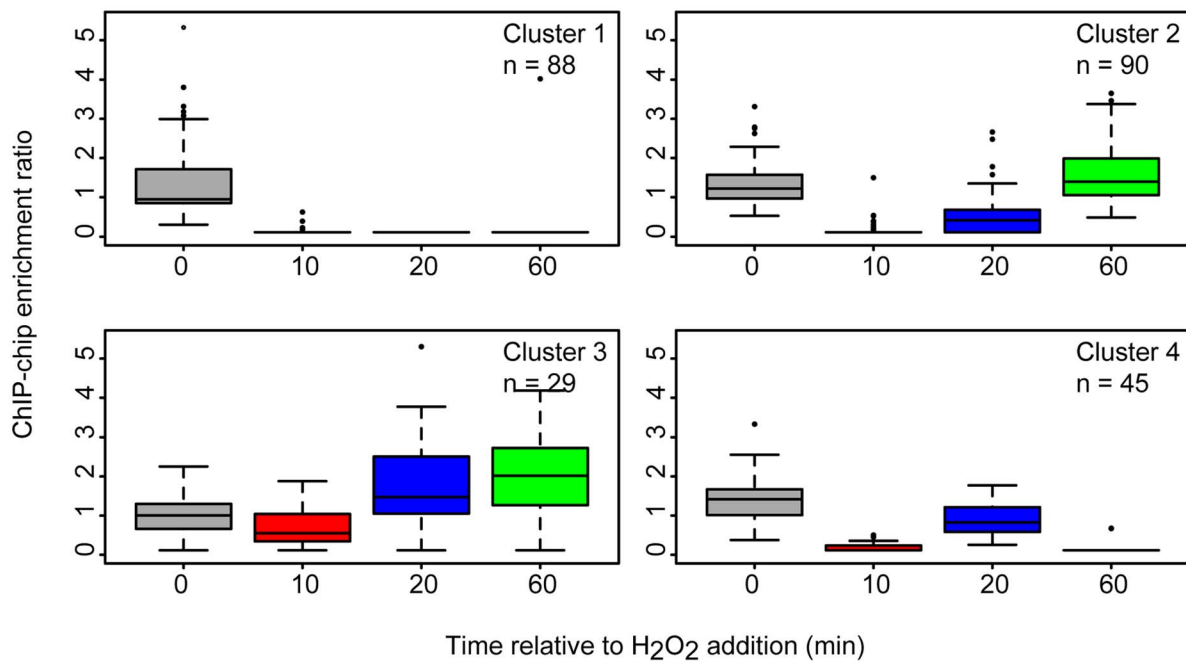 ChIP-chip enrichment ratio
5
4
3
2
1
0
Cluster 1
n = 88
0 10 20 60
5
4
3
2
1
0
Cluster 2
n = 90
0 10 20 60
5
4
3
2
1
0
Cluster 3
n = 29
0 10 20 60
5
4
3
2
1
0
Cluster 4
n = 45
0 10 20 60
Time relative to H2O2 addition (min)